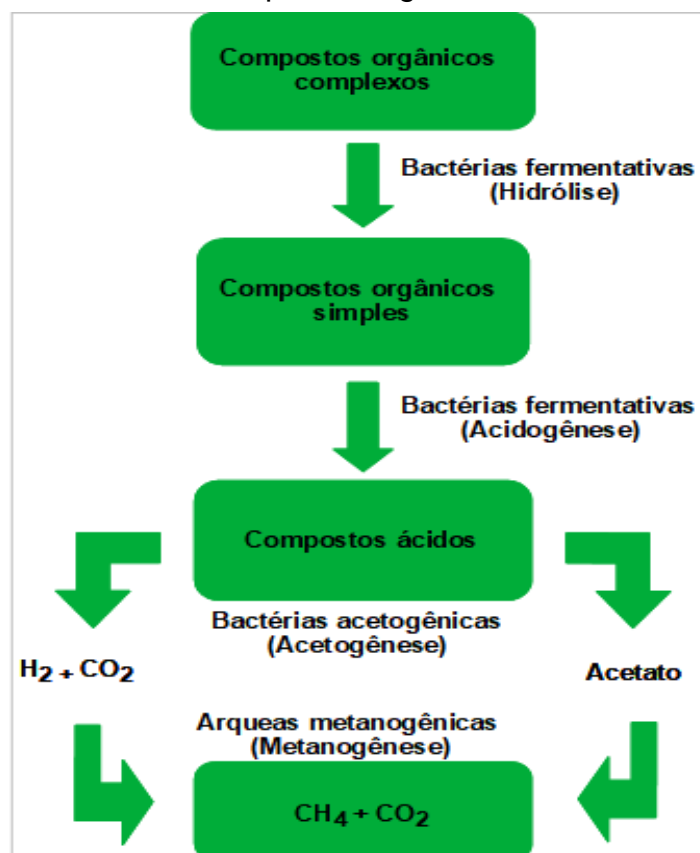 Compostos orgânicos
complexos
Bactérias fermentativas
(Hidrólise)
Compostos orgânicos
simples
Bactérias fermentativas
(Acidogênese)
Compostos ácidos
Bactérias acetogênicas
(Acetogênese)
H2 + CO2
Acetato
Arqueas metanogênicas
(Metanogênese)
CH4 + CO2